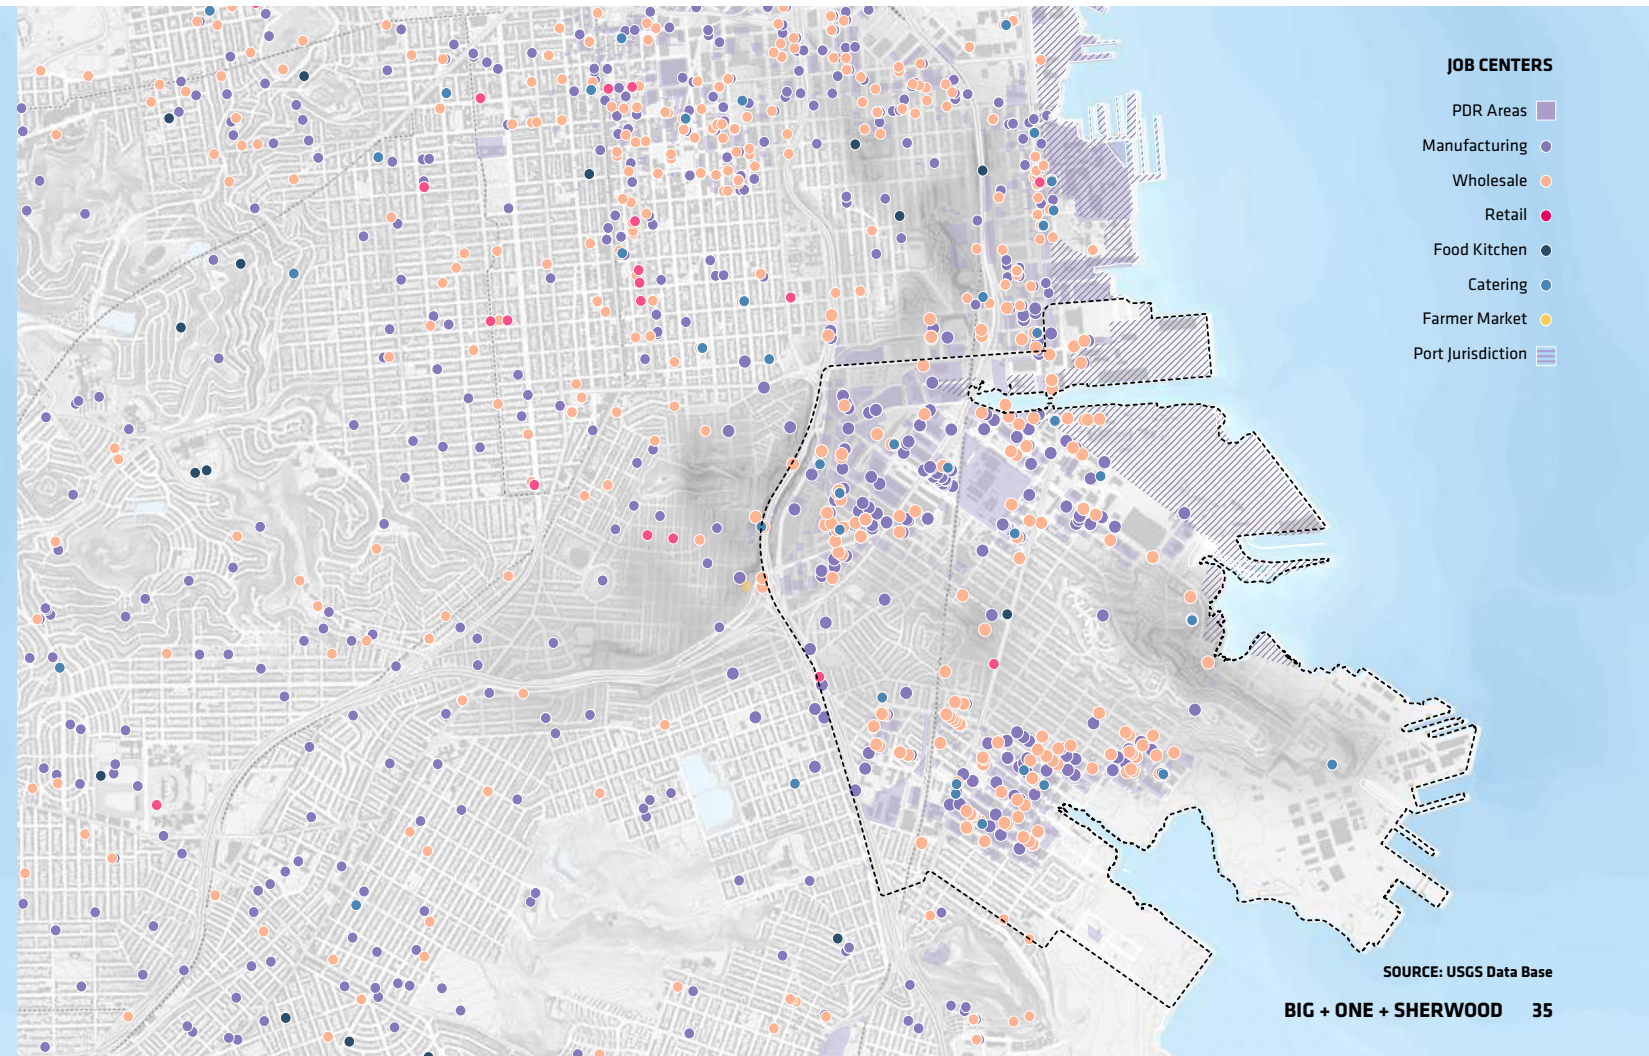 JOB CENTERS
PDR Areas
Manufacturing
Wholesale
Retail
Food Kitchen
Catering
Farmer Market
Port Jurisdiction
SOURCE: USGS Data Base
BIG + ONE + SHERWOOD 35